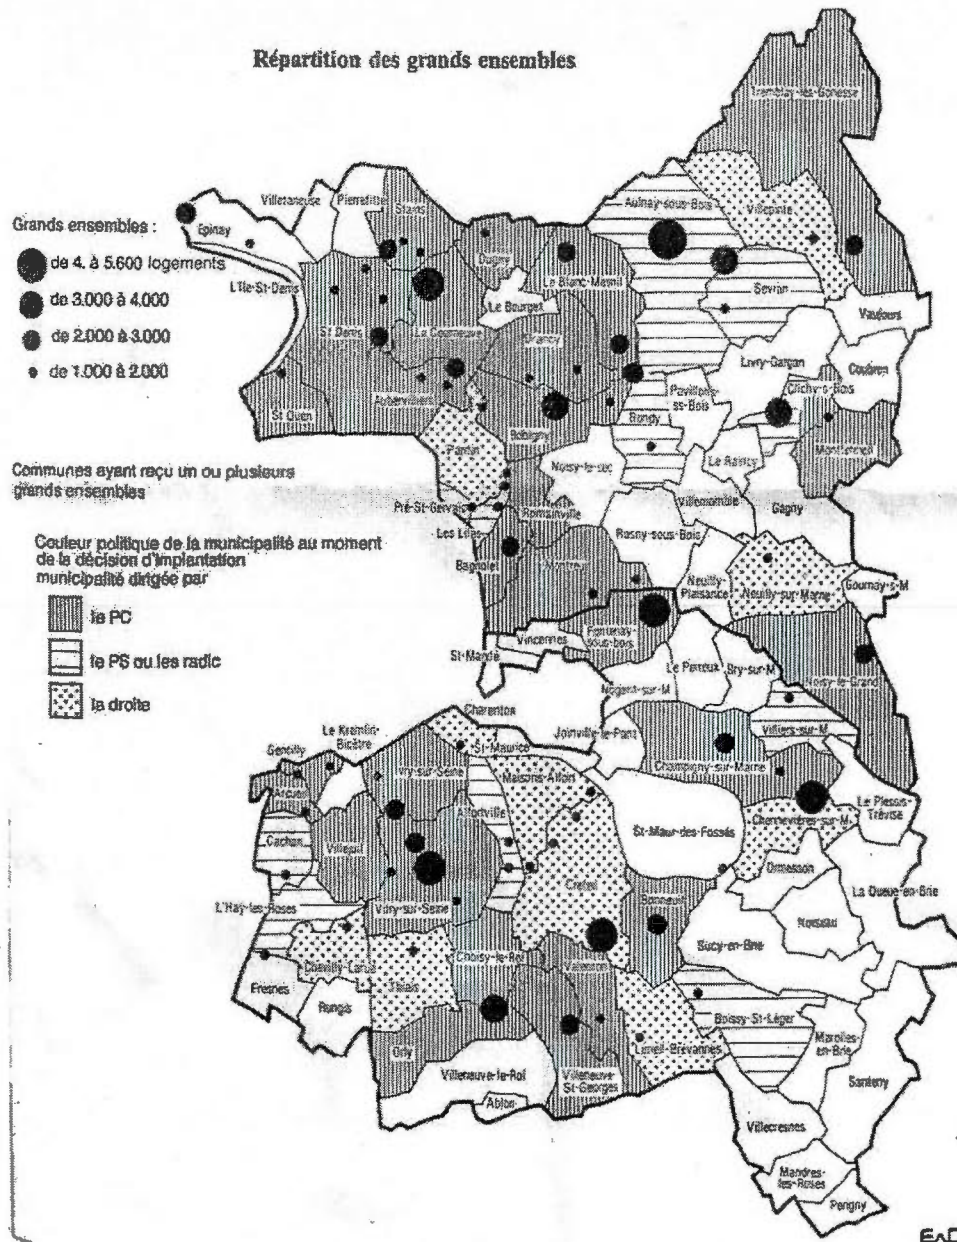 Répartition des grands ensembles
Tremblay-lès-Gonesse
Villetaneuse
Pierrefitte
Stains
Aulnay-sous-Bois
Villepinte
Grands ensembles :
Epinay
Dugny
de 4. à 5.600 logements
L'Ile-St-Denis
Le Blanc-Mesnil
Sevran
Le Bourget
Vaujours
de 3.000 à 4.000
St Denis
La Courneuve
Drancy
de 2.000 à 3.000
Livry-Gargan
Coubron
Clichy-s-Bois
de 1.000 à 2.000
Aubervilliers
Pavillons-ss-Bois
St Ouen
Bobigny
Bondy
Pantin
Montfermeil
Noisy-le-sec
Le Raincy
Communes ayant reçu un ou plusieurs
grands ensembles
Pré-St-Gervais
Romainville
Villemomble
Gagny
Les Lilas
Rosny-sous-Bois
Couleur politique de la municipalité au moment
de la décision d'implantation
municipalité dirigée par
Bagnolet
Montreuil
Neuilly-Plaisance
Neuilly-sur-Marne
Gournay-s-M
le PC
Vincennes
Fontenay-sous-bois
le PS ou les radic
St-Mandé
Le Perreux
Bry-sur-M
Noisy-le-Grand
Nogent-sur-M
la droite
Charenton
Joinville-le-Pont
Villiers-sur-M
Le Kremlin-Bicêtre
St-Maurice
Gentilly
Ivry-sur-Seine
Maisons-Alfort
Champigny-sur-Marne
Arcueil
Le Plessis-Trévise
Alfortville
Chennevières-sur-M
St-Maur-des-Fossés
Cachan
Villejuif
Ormesson
Créteil
La Queue-en-Brie
L'Haÿ-les-Roses
Vitry-sur-Seine
Bonneuil
Noiseau
Sucy-en-Brie
Chevilly-Larue
Choisy-le-Roi
Valenton
Fresnes
Thiais
Rungis
Boissy-St-Léger
Marolles-en-Brie
Orly
Limeil-Brévannes
Villeneuve-le-Roi
Villeneuve-St-Georges
Santeny
Ablon
Villecresnes
Mandres-les-Roses
Périgny